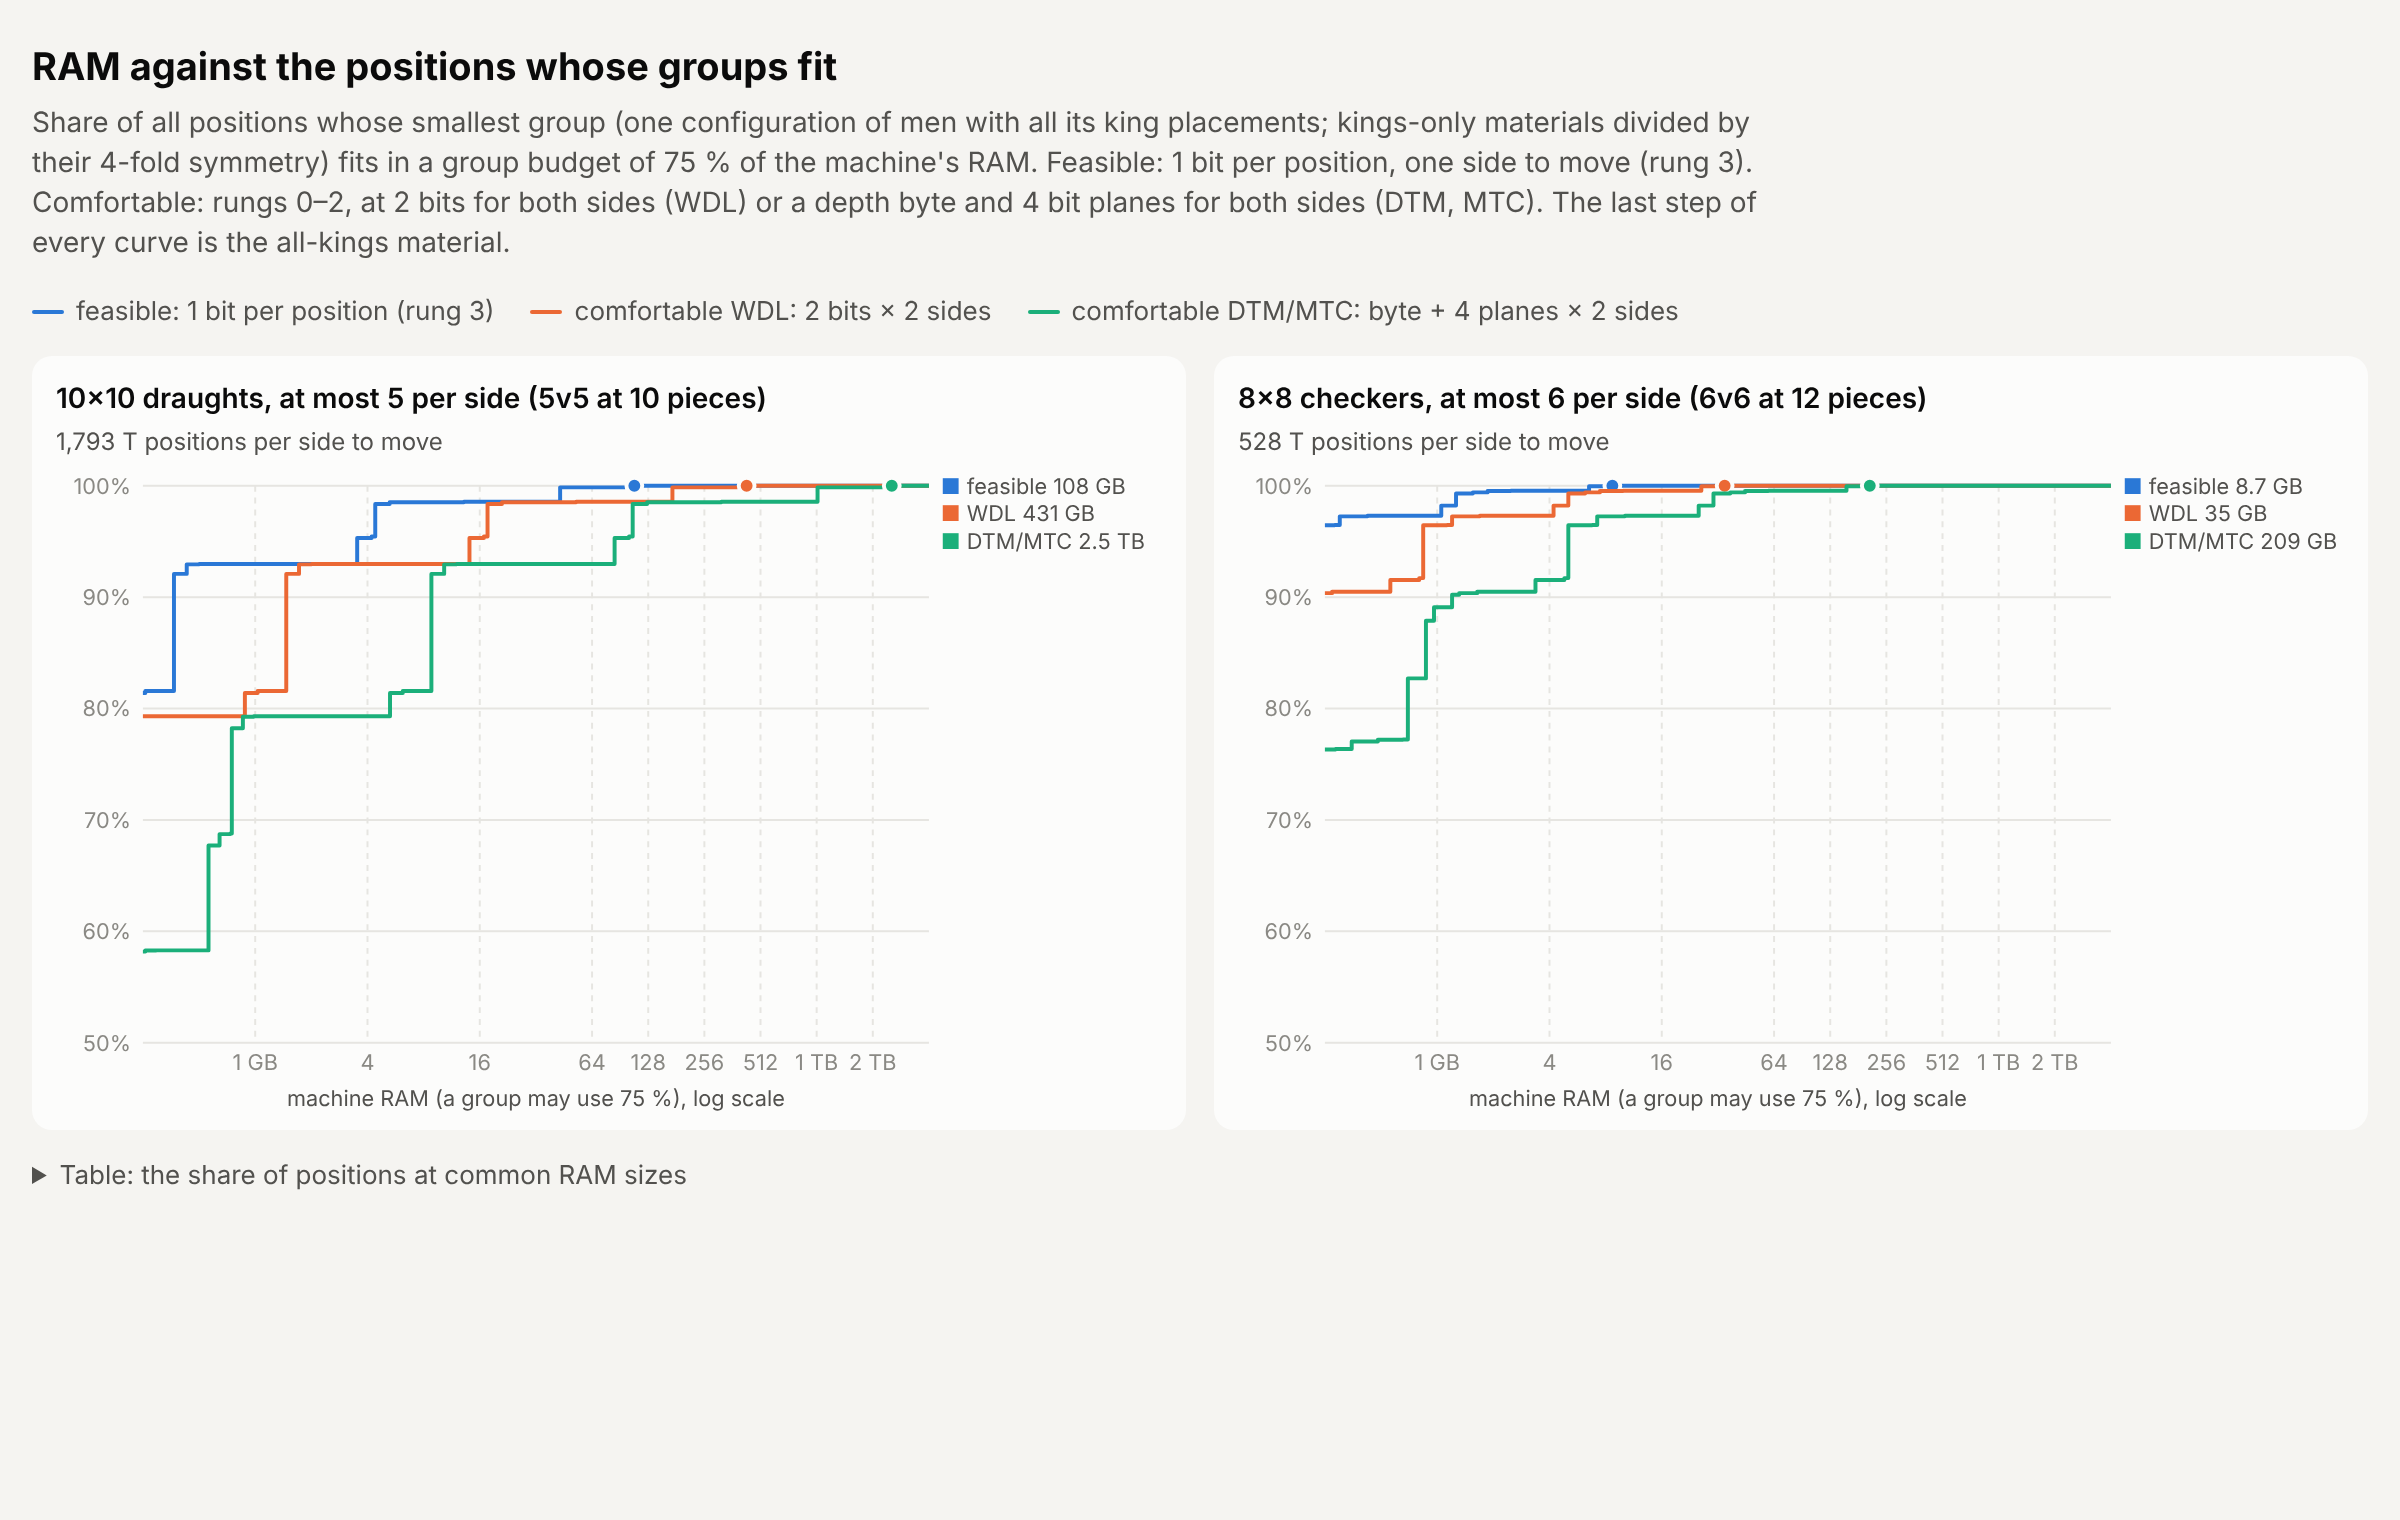 RAM against the positions whose groups fit
Share of all positions whose smallest group (one configuration of men with all its king placements; kings-only materials divided by
their 4-fold symmetry) fits in a group budget of 75 % of the machine's RAM. Feasible: 1 bit per position, one side to move (rung 3).
Comfortable: rungs 0–2, at 2 bits for both sides (WDL) or a depth byte and 4 bit planes for both sides (DTM, MTC). The last step of
every curve is the all-kings material.
feasible: 1 bit per position (rung 3)
comfortable WDL: 2 bits × 2 sides
comfortable DTM/MTC: byte + 4 planes × 2 sides
10×10 draughts, at most 5 per side (5v5 at 10 pieces)
1,793 T positions per side to move
100%
90%
80%
70%
60%
50%
1 GB 4 16 64 128 256 512 1 TB 2 TB
machine RAM (a group may use 75 %), log scale
feasible 108 GB
WDL 431 GB
DTM/MTC 2.5 TB
8×8 checkers, at most 6 per side (6v6 at 12 pieces)
528 T positions per side to move
100%
90%
80%
70%
60%
50%
1 GB 4 16 64 128 256 512 1 TB 2 TB
machine RAM (a group may use 75 %), log scale
feasible 8.7 GB
WDL 35 GB
DTM/MTC 209 GB
▶ Table: the share of positions at common RAM sizes